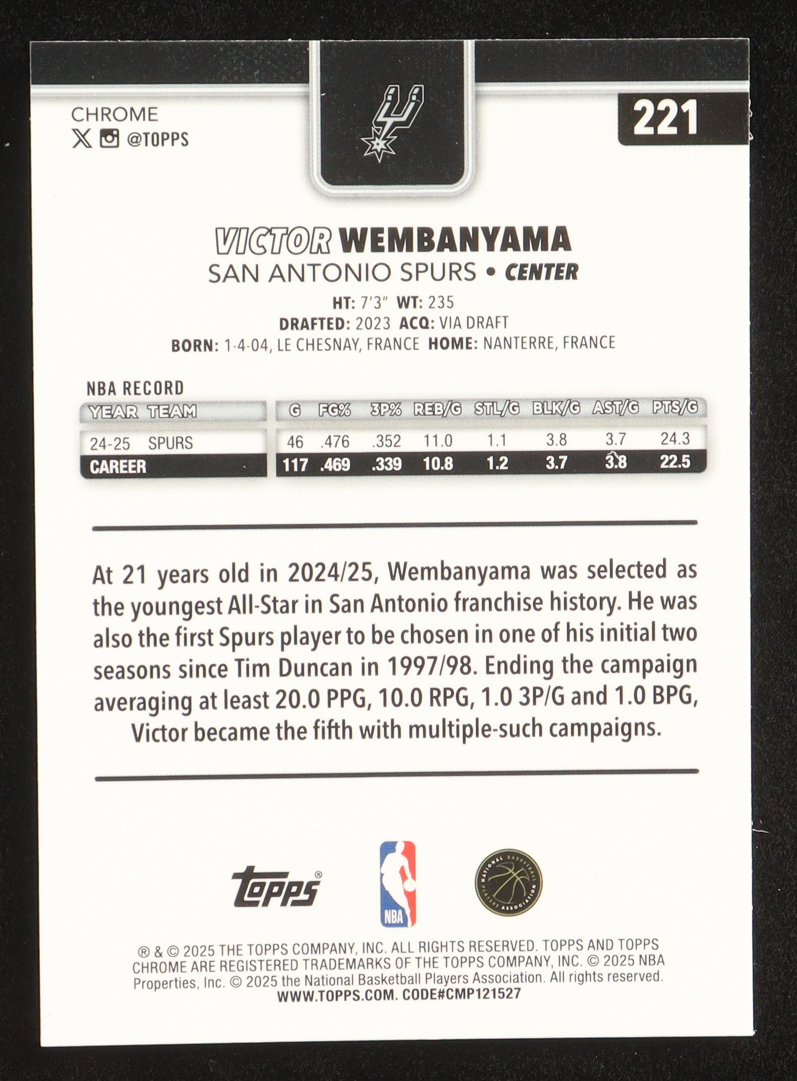 CHROME
X @TOPPS
221
VICTOR WEMBANYAMA
SAN ANTONIO SPURS • CENTER
HT: 7'3" WT: 235
DRAFTED: 2023 ACQ: VIA DRAFT
BORN: 1-4-04, LE CHESNAY, FRANCE HOME: NANTERRE, FRANCE
NBA RECORD
YEAR TEAM G FG% 3P% REB/G STL/G BLK/G AST/G PTS/G
24-25 SPURS 46 .476 .352 11.0 1.1 3.8 3.7 24.3
CAREER 117 .469 .339 10.8 1.2 3.7 3.8 22.5
At 21 years old in 2024/25, Wembanyama was selected as
the youngest All-Star in San Antonio franchise history. He was
also the first Spurs player to be chosen in one of his initial two
seasons since Tim Duncan in 1997/98. Ending the campaign
averaging at least 20.0 PPG, 10.0 RPG, 1.0 3P/G and 1.0 BPG,
Victor became the fifth with multiple-such campaigns.
Topps®
NBA
NATIONAL BASKETBALL PLAYERS ASSOCIATION
® & © 2025 THE TOPPS COMPANY, INC. ALL RIGHTS RESERVED. TOPPS AND TOPPS
CHROME ARE REGISTERED TRADEMARKS OF THE TOPPS COMPANY, INC. © 2025 NBA
Properties, Inc. © 2025 the National Basketball Players Association. All rights reserved.
WWW.TOPPS.COM. CODE#CMP121527